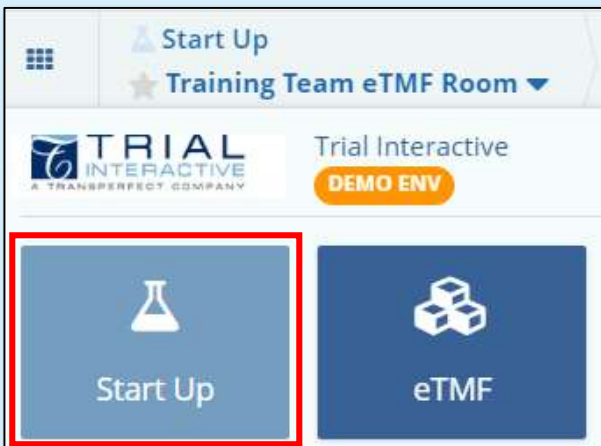 Start Up
Training Team eTMF Room
TRIAL
INTERACTIVE
A TRANSPERFECT COMPANY
Trial Interactive
DEMO ENV
Start Up
eTMF